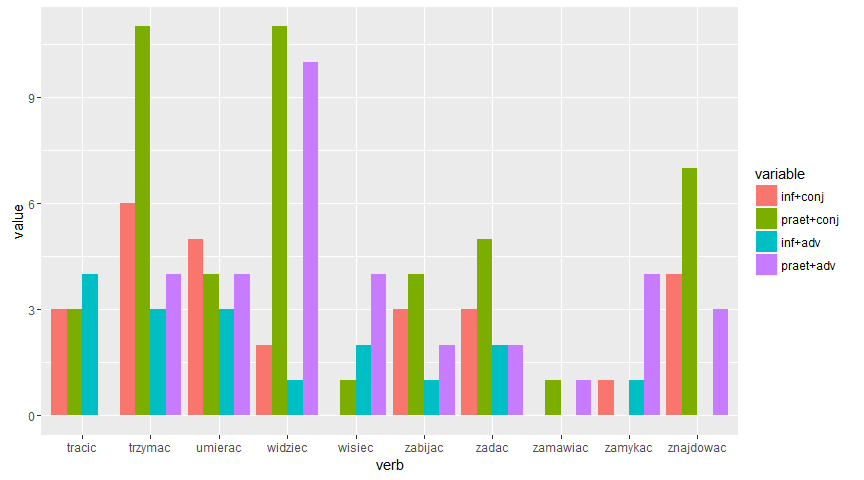 9
6
3
0
value
tracic trzymac umierac widziec wisiec zabijac zadac zamawiac zamykac znajdowac
verb
variable
inf+conj
praet+conj
inf+adv
praet+adv